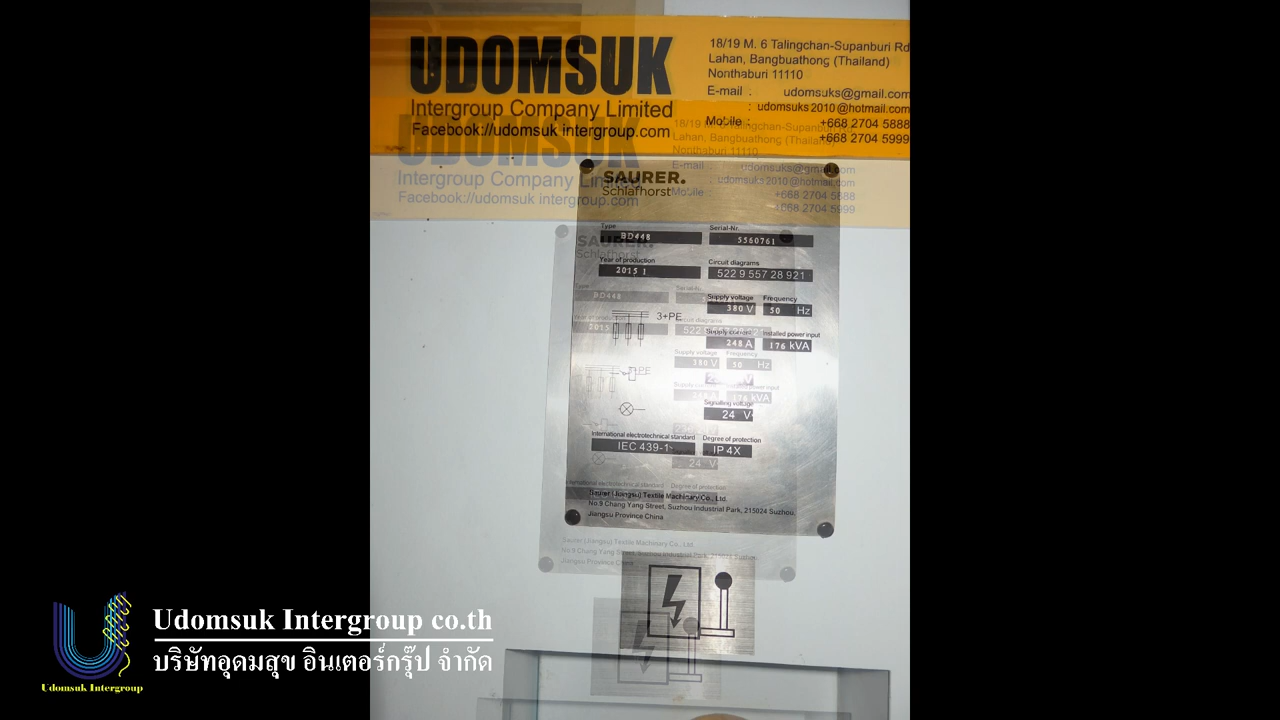 UDOMSUK
Intergroup Company Limited
Facebook://udomsuk intergroup.com
18/19 M. 6 Talingchan-Supanburi Rd
Lahan, Bangbuathong (Thailand)
Nonthaburi 11110
E-mail : udomsuks@gmail.com
: udomsuks2010@hotmail.com
Mobile : +668 2704 5888
+668 2704 5999
SAURER.
Schlafhorst
Type Serial-Nr.
BD448 5560761
Year of production Circuit diagrams
2015 1 522 9 557 28 921
Supply voltage Frequency
380 V 50 Hz
3+PE
Supply current Installed power input
248 A 176 kVA
Signalling voltage
24 V
International electrotechnical standard Degree of protection
IEC 439-1 IP 4X
Saurer (Jiangsu) Textile Machinery Co., Ltd.
No.9 Chang Yang Street, Suzhou Industrial Park, 215024 Suzhou.
Jiangsu Province China
Udomsuk Intergroup co.th
บริษัทอุดมสุข อินเตอร์กรุ๊ป จำกัด
Udomsuk Intergroup